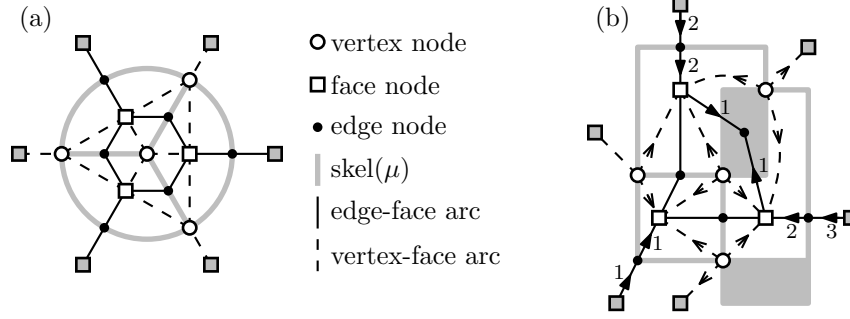 (a)
vertex node
face node
edge node
skel(μ)
edge-face arc
vertex-face arc
(b)
2
2
1
1
2
3
1
1